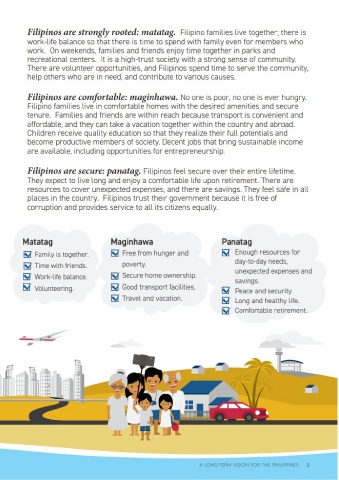 Filipinos are strongly rooted: matatag. Filipino families live together; there is
work-life balance so that there is time to spend with family even for members who
work. On weekends, families and friends enjoy time together in parks and
recreational centers. It is a high-trust society with a strong sense of community.
There are volunteer opportunities, and Filipinos spend time to serve the community,
help others who are in need, and contribute to various causes.
Filipinos are comfortable: maginhawa. No one is poor, no one is ever hungry.
Filipino families live in comfortable homes with the desired amenities and secure
tenure. Families and friends are within reach because transport is convenient and
affordable, and they can take a vacation together within the country and abroad.
Children receive quality education so that they realize their full potentials and
become productive members of society. Decent jobs that bring sustainable income
are available, including opportunities for entrepreneurship.
Filipinos are secure: panatag. Filipinos feel secure over their entire lifetime.
They expect to live long and enjoy a comfortable life upon retirement. There are
resources to cover unexpected expenses, and there are savings. They feel safe in all
places in the country. Filipinos trust their government because it is free of
corruption and provides service to all its citizens equally.
Matatag
Family is together.
Time with friends.
Work-life balance.
Volunteering.
Maginhawa
Free from hunger and
poverty.
Secure home ownership.
Good transport facilities.
Travel and vacation.
Panatag
Enough resources for
day-to-day needs,
unexpected expenses and
savings.
Peace and security.
Long and healthy life.
Comfortable retirement.
A LONG-TERM VISION FOR THE PHILIPPINES 2